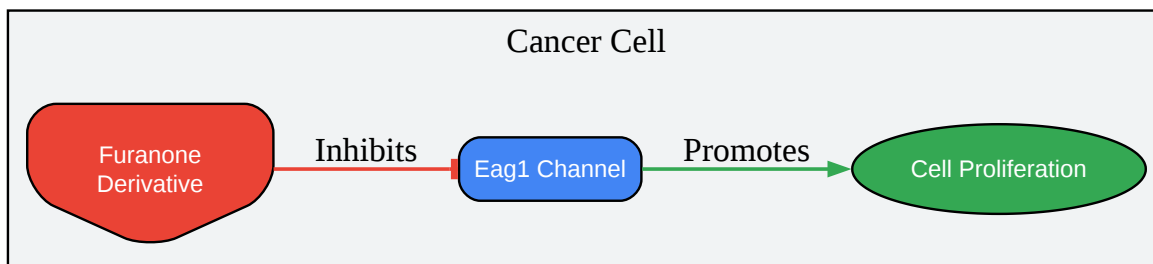 Cancer Cell
Furanone
Derivative
Inhibits
Eag1 Channel
Promotes
Cell Proliferation